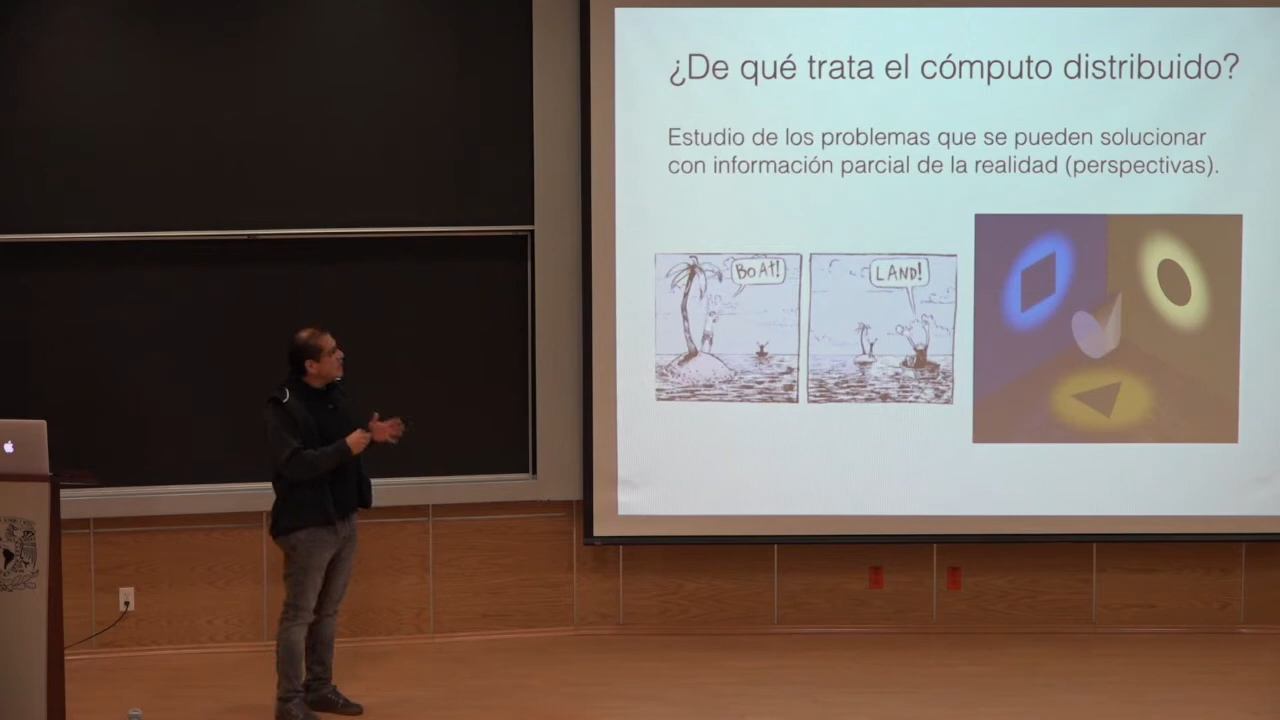 ¿De qué trata el cómputo distribuido?
Estudio de los problemas que se pueden solucionar
con información parcial de la realidad (perspectivas).
BOAT!
LAND!